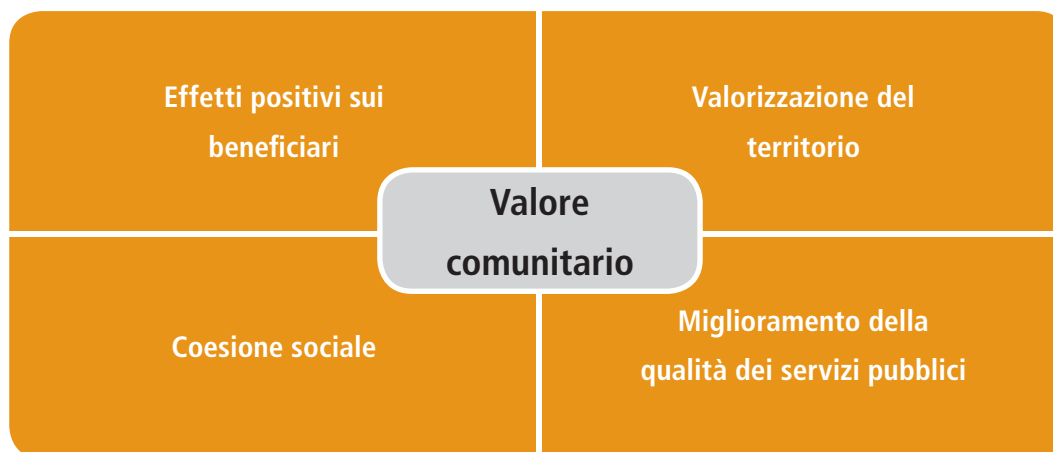 Effetti positivi sui
beneficiari
Valorizzazione del
territorio
Valore
comunitario
Coesione sociale
Miglioramento della
qualità dei servizi pubblici